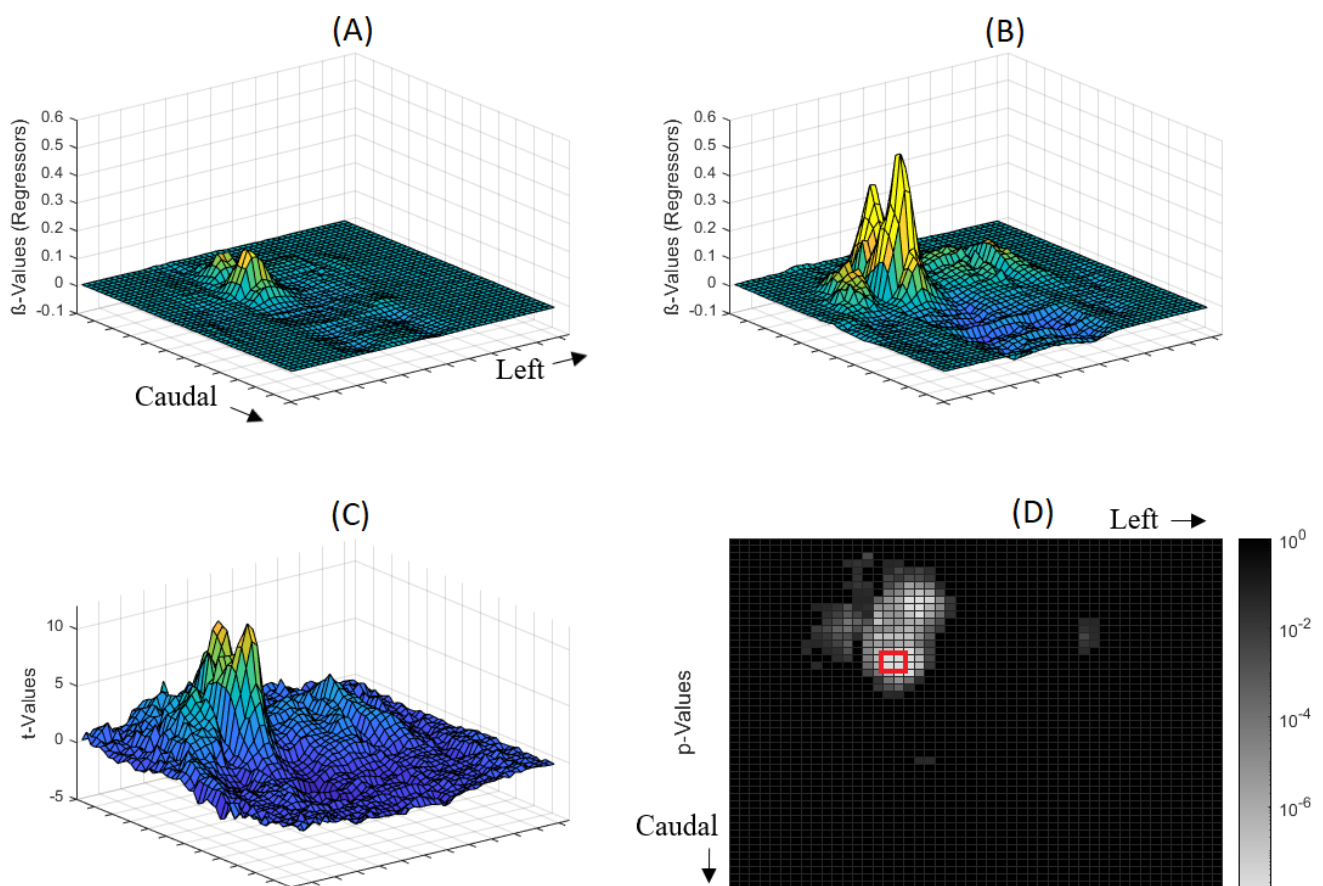 (A)
ß-Values (Regressors)
0.6
0.5
0.4
0.3
0.2
0.1
0
-0.1
Caudal
Left
(B)
ß-Values (Regressors)
0.6
0.5
0.4
0.3
0.2
0.1
0
-0.1
(C)
t-Values
10
5
0
-5
(D)
Left
p-Values
Caudal
10^0
10^-2
10^-4
10^-6